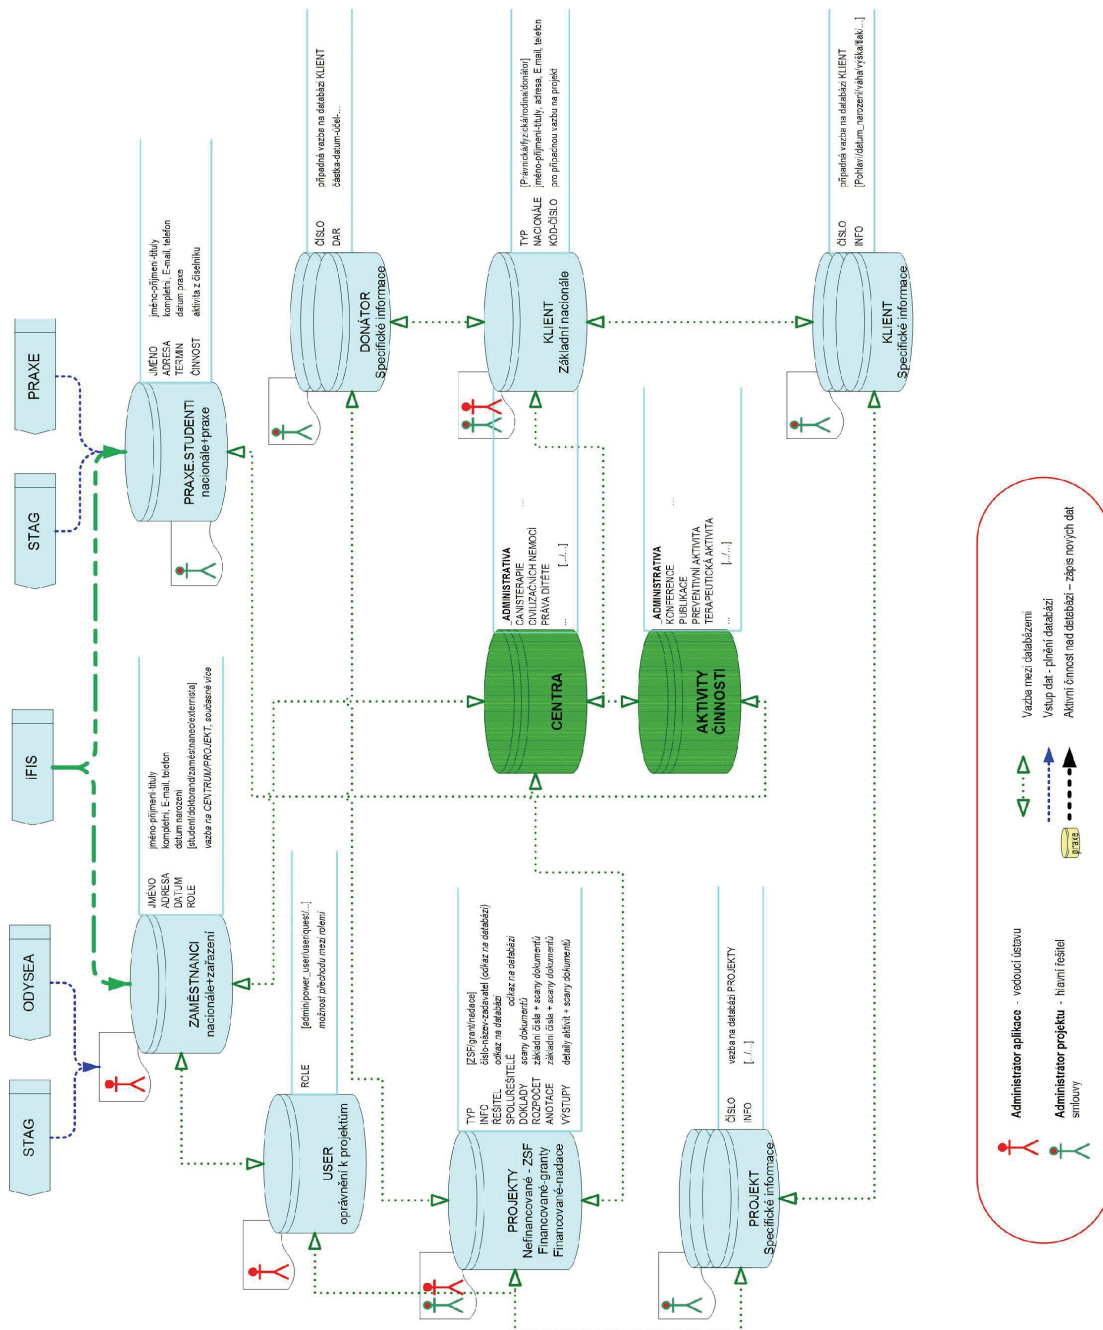 STAG
ODYSEA
iFIS
STAG
PRAXE
ZAMĚSTNANCI
nacionále+zařazení
JMÉNO jméno-příjmení-tituly
ADRESA kompletní, E-mail, telefon
DATUM datum narození
ROLE [student/doktorand/zaměstnanec/externista]
vazba na CENTRUM/PROJEKT, současně více
PRAXE.STUDENTI
nacionále+praxe
JMÉNO jméno-příjmení-tituly
ADRESA kompletní, E-mail, telefon
TERMÍN datum praxe
ČINNOST aktivita z číselníku
USER
oprávnění k projektům
ROLE [admin/power_user/user/quest/...]
možnost přechodu mezi rolemi
DONÁTOR
Specifické informace
ČÍSLO případná vazba na databázi KLIENT
DAR částka-datum-účel-...
PROJEKTY
Nefinancované - ZSF
Financované-granty
Financované-nadace
TYP [ZSF/grant/nadace]
INFO číslo-název-zadavatel (odkaz na databázi)
ŘEŠITEL odkaz na databázi
SPOLUŘEŠITELÉ odkaz na databázi
DOKLADY scany dokumentů
ROZPOČET základní čísla + scany dokumentů
ANOTACE základní čísla + scany dokumentů
VÝSTUPY detaily aktivit + scany dokumentů
CENTRA
_ADMINISTRATIVA
CANISTERAPIE ...
CIVILIZAČNÍCH NEMOCÍ
PRÁVA DÍTĚTE
... [.../...]
KLIENT
Základní nacionále
TYP [Právnická/fyzická/rodina/donátor]
NACIONÁLE jméno-příjmení-tituly, adresa, E.mail, telefon
KÓD-ČÍSLO pro případnou vazbu na projekt
AKTIVITY
ČINNOSTI
_ADMINISTRATIVA
KONFERENCE ...
PUBLIKACE
PREVENTIVNÍ AKTIVITA
TERAPEUTICKÁ AKTIVITA
... [.../...]
PROJEKT
Specifické informace
ČÍSLO vazba na databázi PROJEKTY
INFO [.../...]
KLIENT
Specifické informace
ČÍSLO případná vazba na databázi KLIENT
INFO [Pohlaví/datum_narození/váha/výška/tlak/...]
Administrátor aplikace - vedoucí ústavu
Administrátor projektu - hlavní řešitel
smlouvy
Vazba mezi databázemi
Vstup dat - plnění databází
praxe
Aktivní činnost nad databází – zápis nových dat